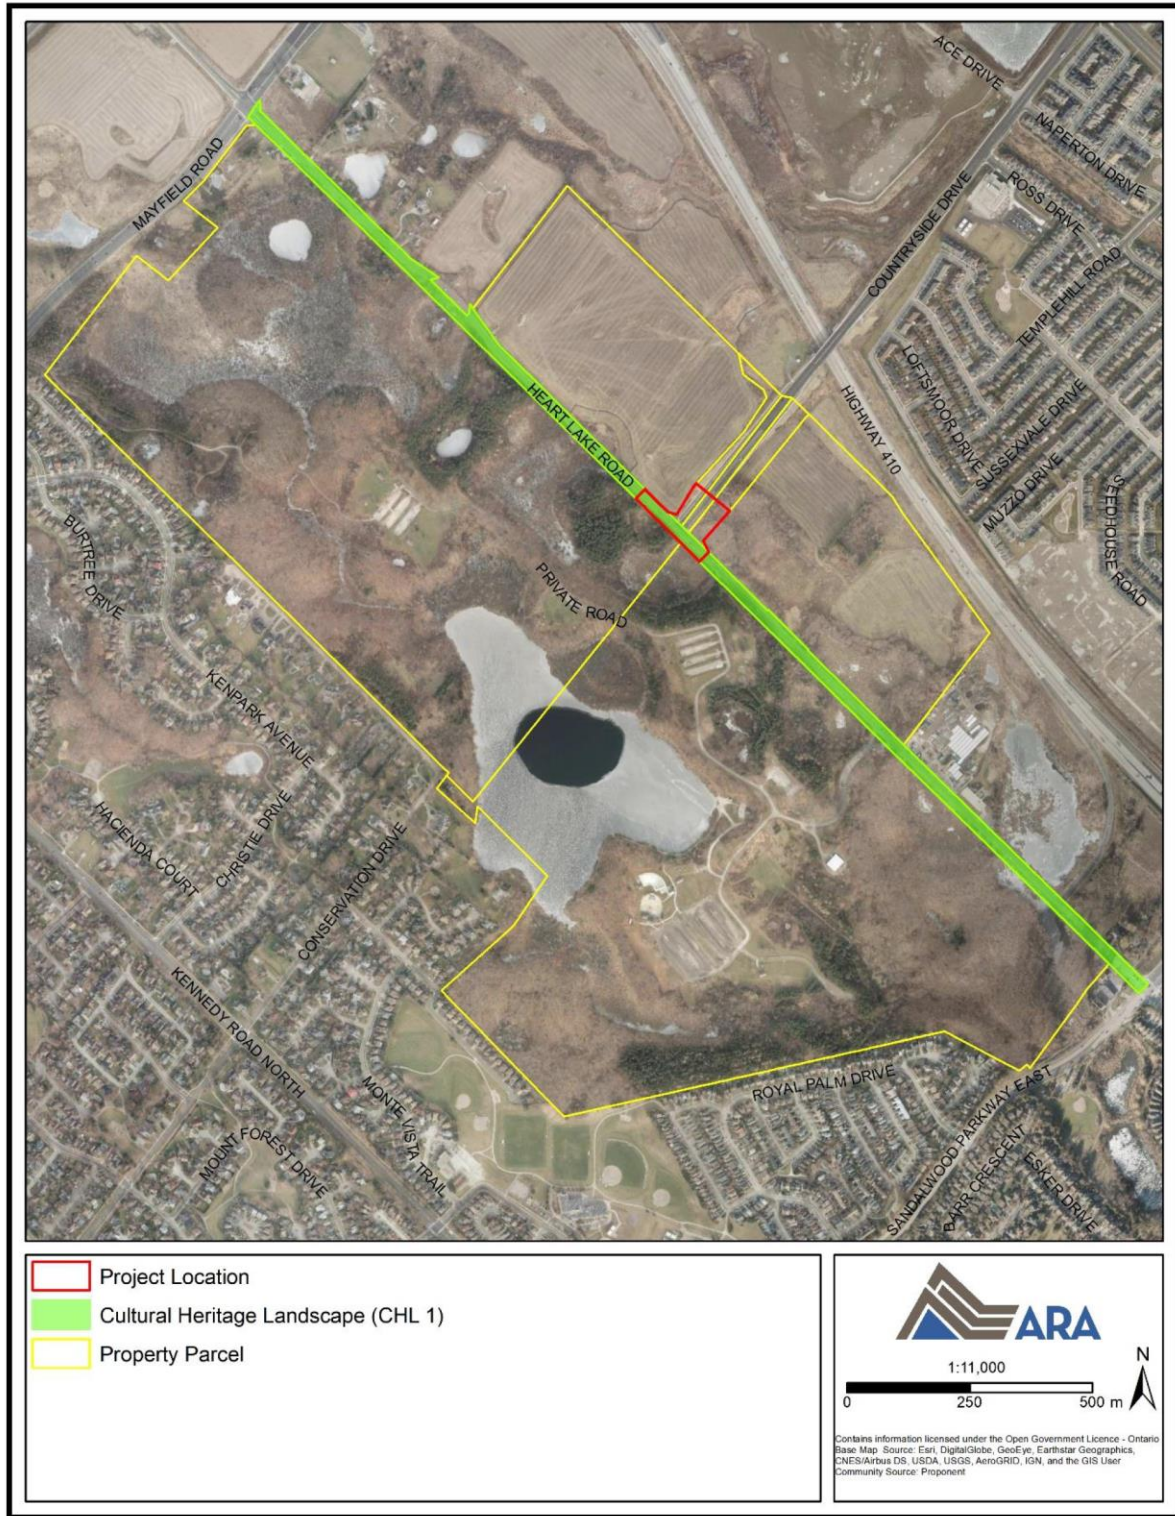 ACE DRIVE
NAPERTON DRIVE
MAYFIELD ROAD
ROSS DRIVE
COUNTRYSIDE DRIVE
TEMPLEHILL ROAD
LOFTSMOOR DRIVE
HIGHWAY 410
SUSSEXVALE DRIVE
HEART LAKE ROAD
MUZZO DRIVE
SEEDHOUSE ROAD
BURTREE DRIVE
PRIVATE ROAD
KENPARK AVENUE
HACIENDA COURT
CHRISTIE DRIVE
CONSERVATION DRIVE
KENNEDY ROAD NORTH
MONTE VISTA TRAIL
MOUNT FOREST DRIVE
ROYAL PALM DRIVE
SANDALWOOD PARKWAY EAST
BARR CRESCENT
ESKER DRIVE
Project Location
Cultural Heritage Landscape (CHL 1)
Property Parcel
ARA
1:11,000
N
0 250 500 m
Contains information licensed under the Open Government Licence - Ontario
Base Map Source: Esri, DigitalGlobe, GeoEye, Earthstar Geographics,
CNES/Airbus DS, USDA, USGS, AeroGRID, IGN, and the GIS User
Community Source: Proponent